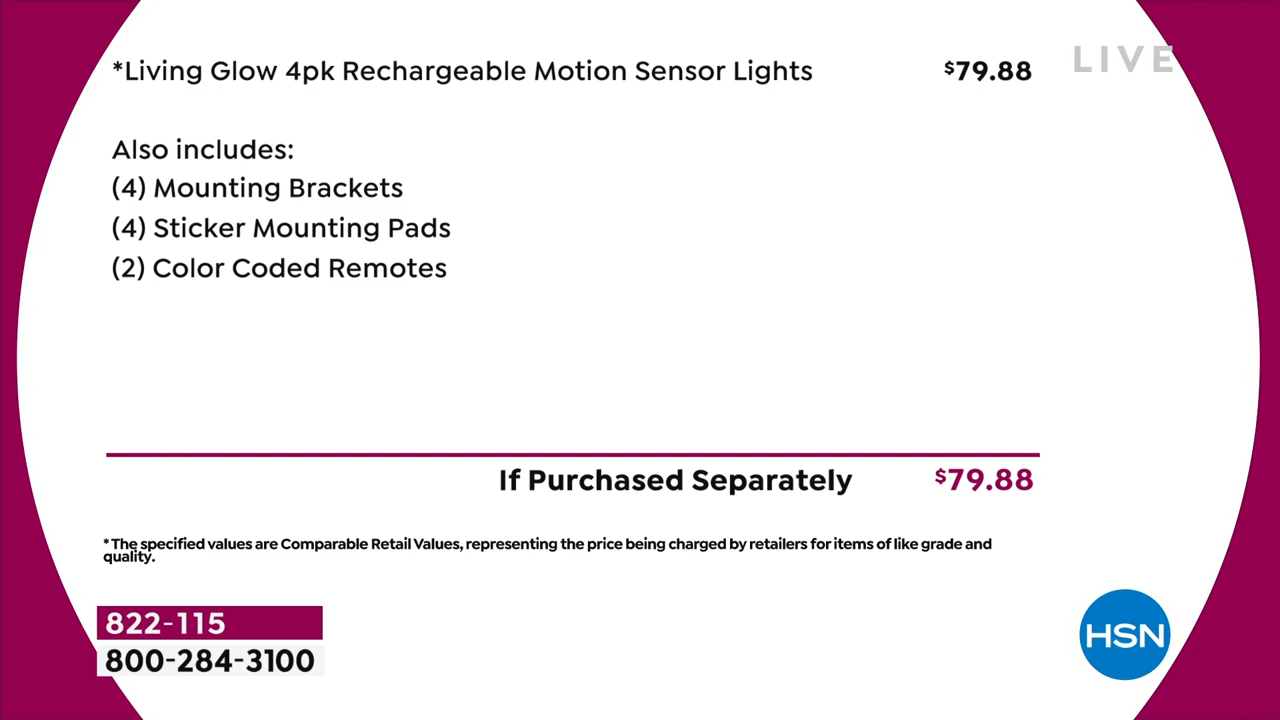 *Living Glow 4pk Rechargeable Motion Sensor Lights $79.88
LIVE
Also includes:
(4) Mounting Brackets
(4) Sticker Mounting Pads
(2) Color Coded Remotes
If Purchased Separately $79.88
*The specified values are Comparable Retail Values, representing the price being charged by retailers for items of like grade and
quality.
822-115
800-284-3100
HSN